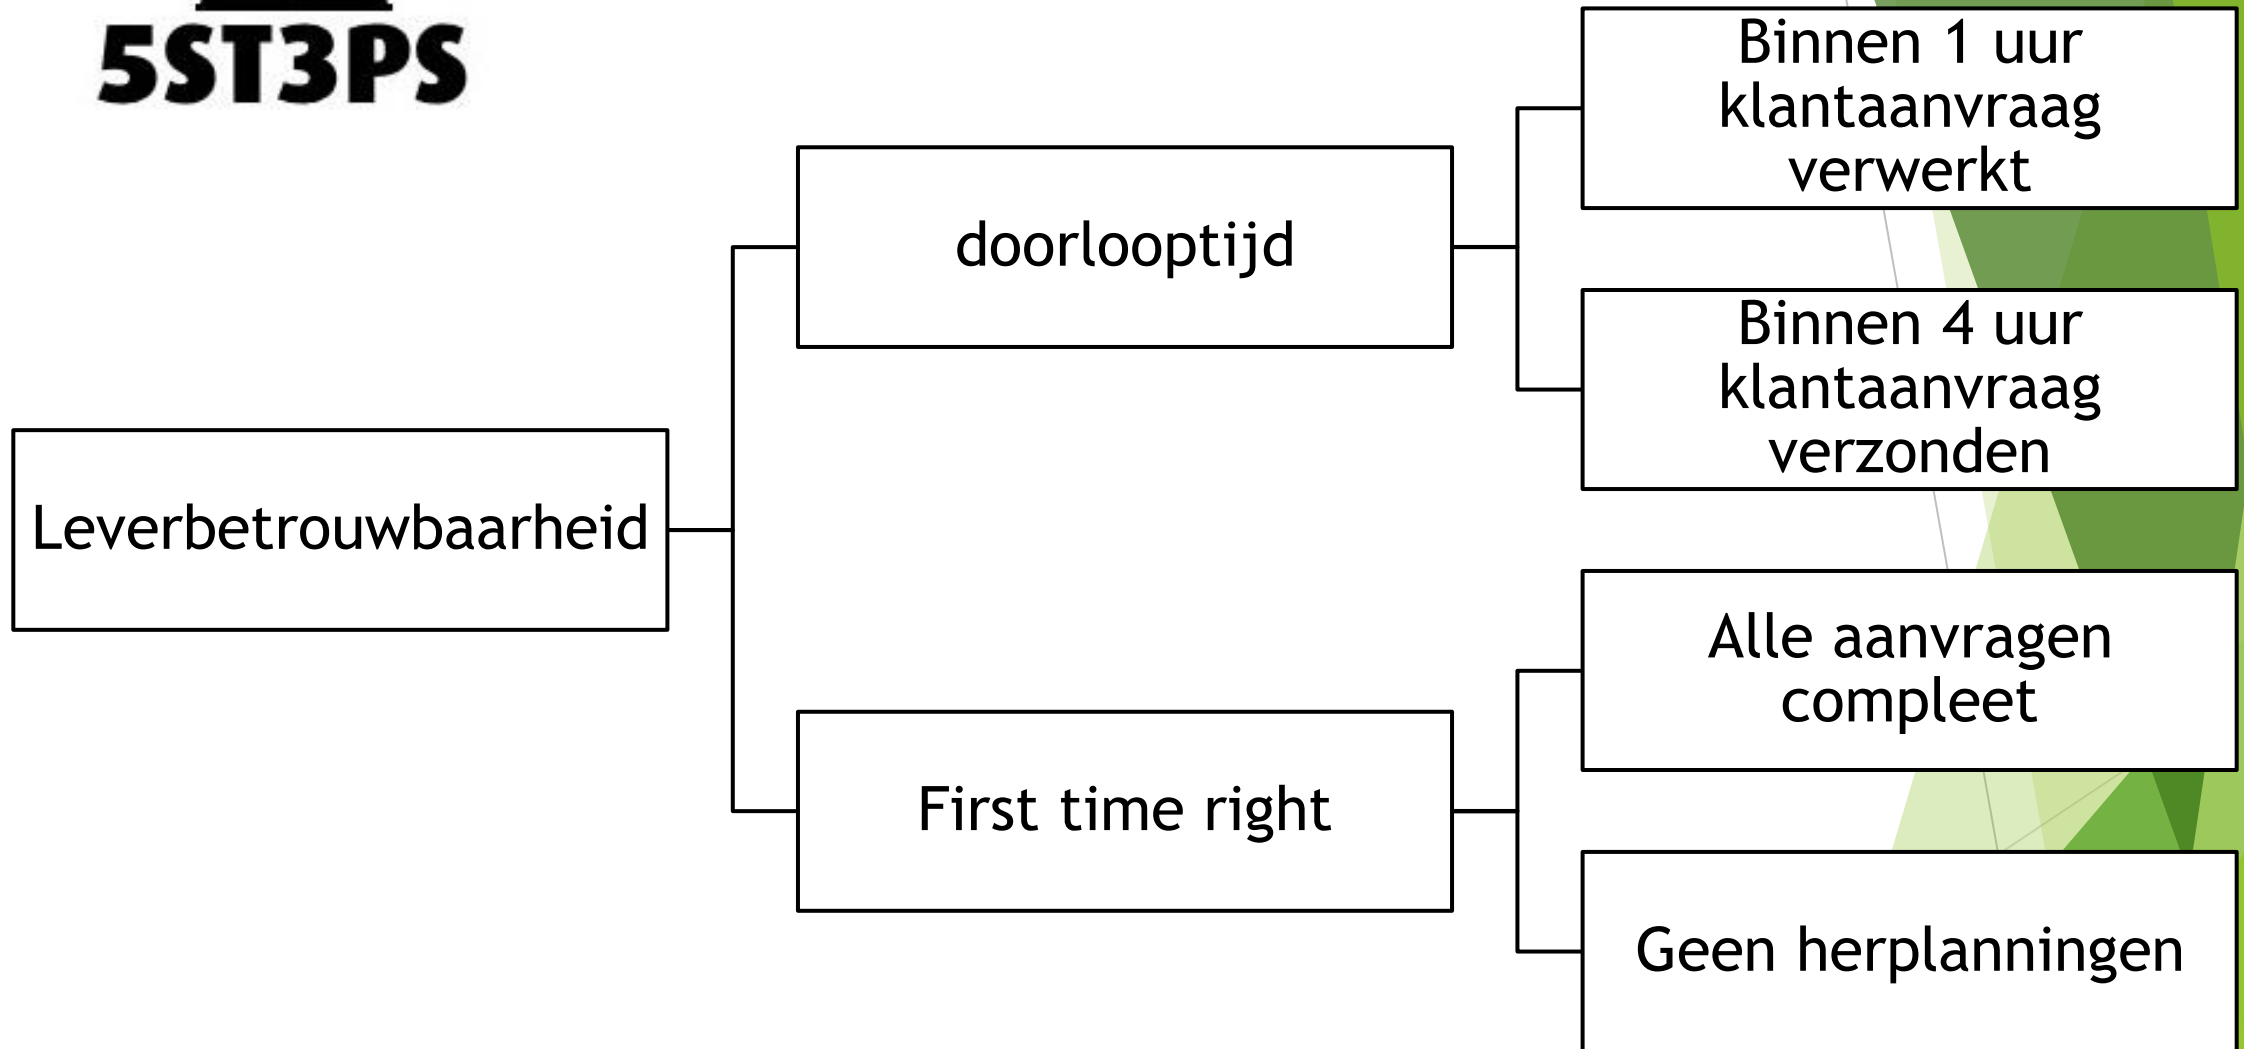 5ST3PS
Binnen 1 uur
klantaanvraag
verwerkt
doorlooptijd
Binnen 4 uur
klantaanvraag
verzonden
Leverbetrouwbaarheid
Alle aanvragen
compleet
First time right
Geen herplanningen